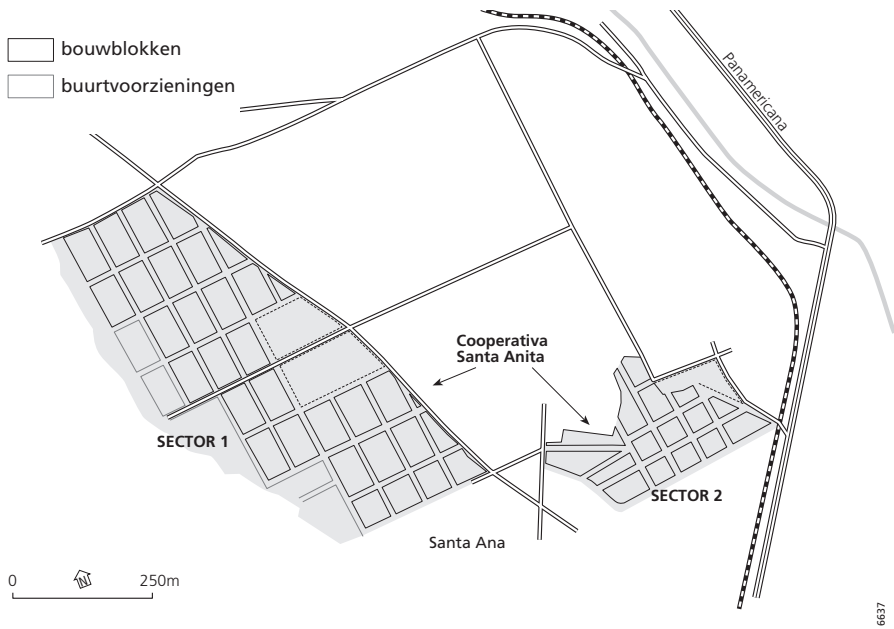 bouwblokken
buurtvoorzieningen
Panamericana
Cooperativa
Santa Anita
SECTOR 1
SECTOR 2
Santa Ana
0 N 250m
6637